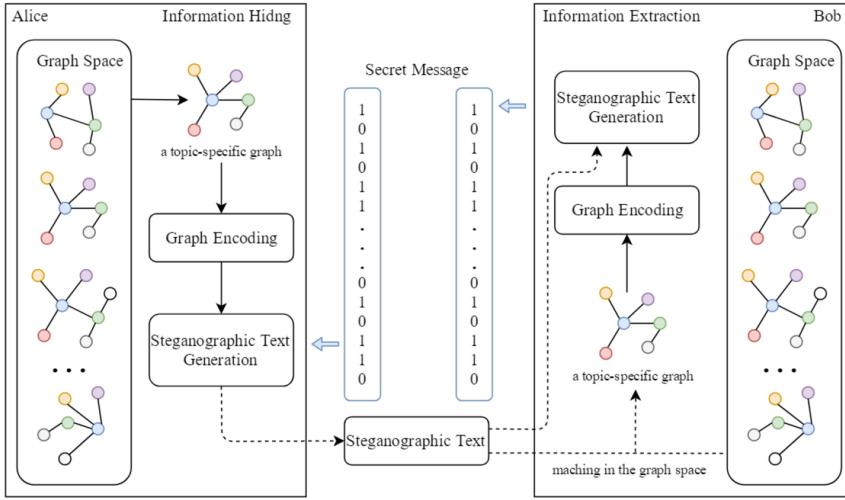 Alice
Information Hidng
Graph Space
a topic-specific graph
Graph Encoding
Steganographic Text
Generation
. . .
Secret Message
1
0
1
0
1
1
.
.
.
0
1
0
1
1
0
1
0
1
0
1
1
.
.
.
0
1
0
1
1
0
Steganographic Text
Information Extraction
Bob
Graph Space
Steganographic Text
Generation
Graph Encoding
a topic-specific graph
. . .
maching in the graph space